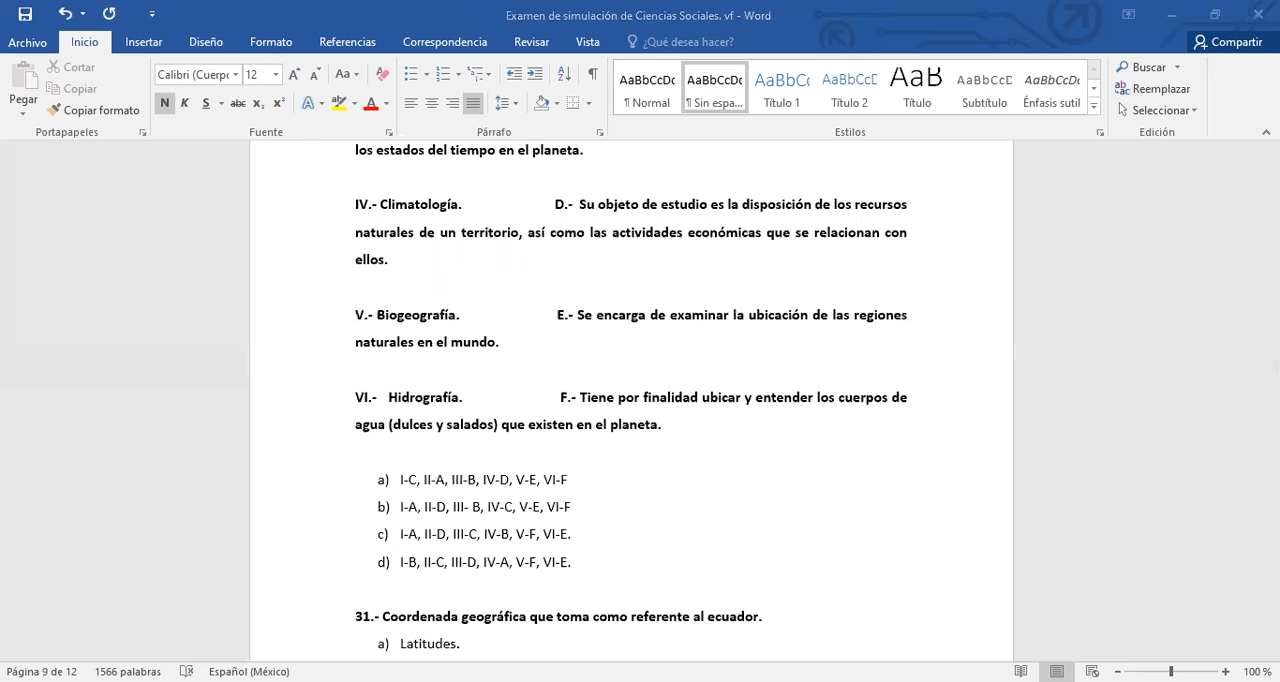 Examen de simulación de Ciencias Sociales. vf - Word
Archivo Inicio Insertar Diseño Formato Referencias Correspondencia Revisar Vista ¿Qué desea hacer? Compartir
Pegar
Cortar
Copiar
Copiar formato
Portapapeles
Calibri (Cuerpo 12
Aa
N K S abc x₂ x² A ab A
Fuente
Párrafo
AaBbCcDc AaBbCcDc AaBbCc AaBbCcD AaB AaBbCcD AaBbCcDc
¶ Normal ¶ Sin espa... Título 1 Título 2 Título Subtítulo Énfasis sutil
Estilos
Buscar
Reemplazar
Seleccionar
Edición
los estados del tiempo en el planeta.
IV.- Climatología. D.- Su objeto de estudio es la disposición de los recursos
naturales de un territorio, así como las actividades económicas que se relacionan con
ellos.
V.- Biogeografía. E.- Se encarga de examinar la ubicación de las regiones
naturales en el mundo.
VI.- Hidrografía. F.- Tiene por finalidad ubicar y entender los cuerpos de
agua (dulces y salados) que existen en el planeta.
a) I-C, II-A, III-B, IV-D, V-E, VI-F
b) I-A, II-D, III- B, IV-C, V-E, VI-F
c) I-A, II-D, III-C, IV-B, V-F, VI-E.
d) I-B, II-C, III-D, IV-A, V-F, VI-E.
31.- Coordenada geográfica que toma como referente al ecuador.
a) Latitudes.
Página 9 de 12 1566 palabras Español (México) 100 %